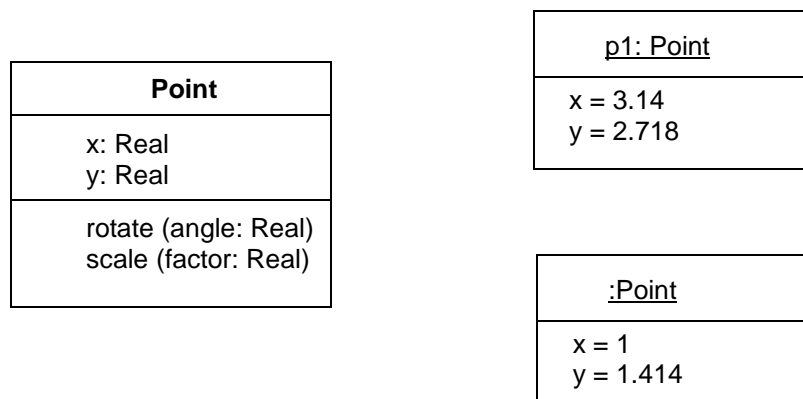 Point
x: Real
y: Real
rotate (angle: Real)
scale (factor: Real)
p1: Point
x = 3.14
y = 2.718
:Point
x = 1
y = 1.414